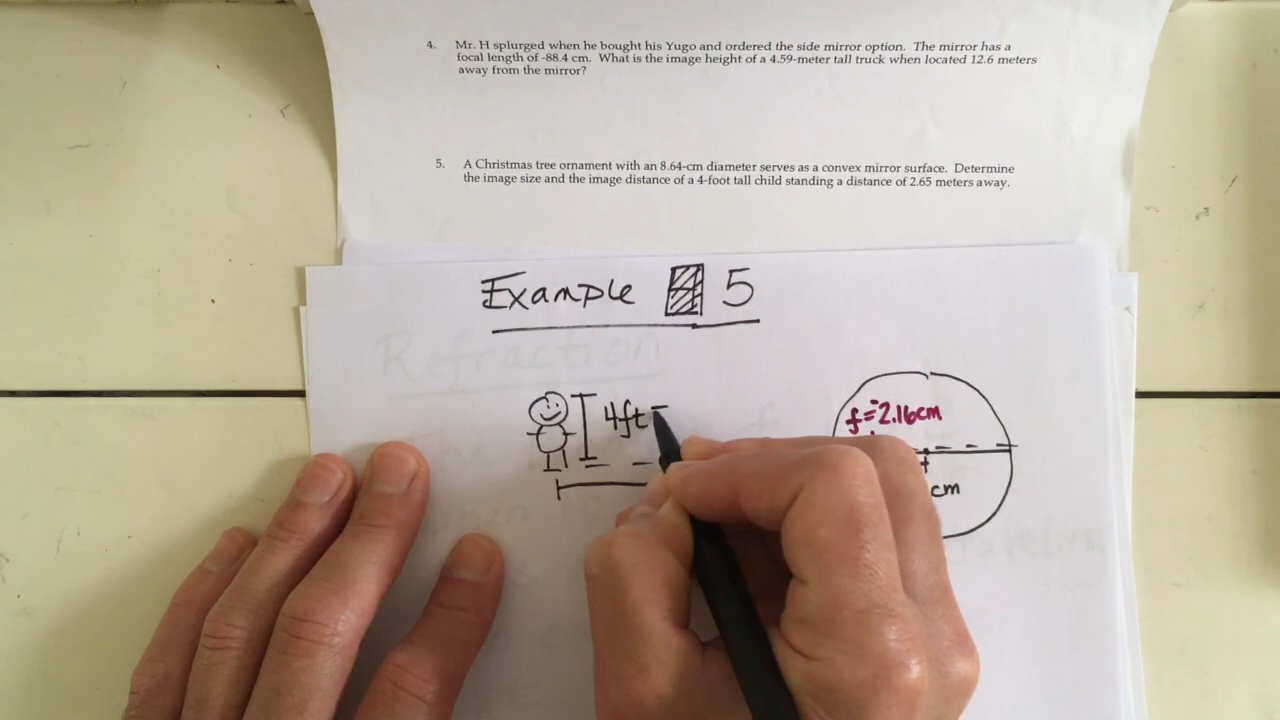 4. Mr. H splurged when he bought his Yugo and ordered the side mirror option. The mirror has a
focal length of -88.4 cm. What is the image height of a 4.59-meter tall truck when located 12.6 meters
away from the mirror?
5. A Christmas tree ornament with an 8.64-cm diameter serves as a convex mirror surface. Determine
the image size and the image distance of a 4-foot tall child standing a distance of 2.65 meters away.
Example 5
Refraction
4ft
f=-2.16cm
cm